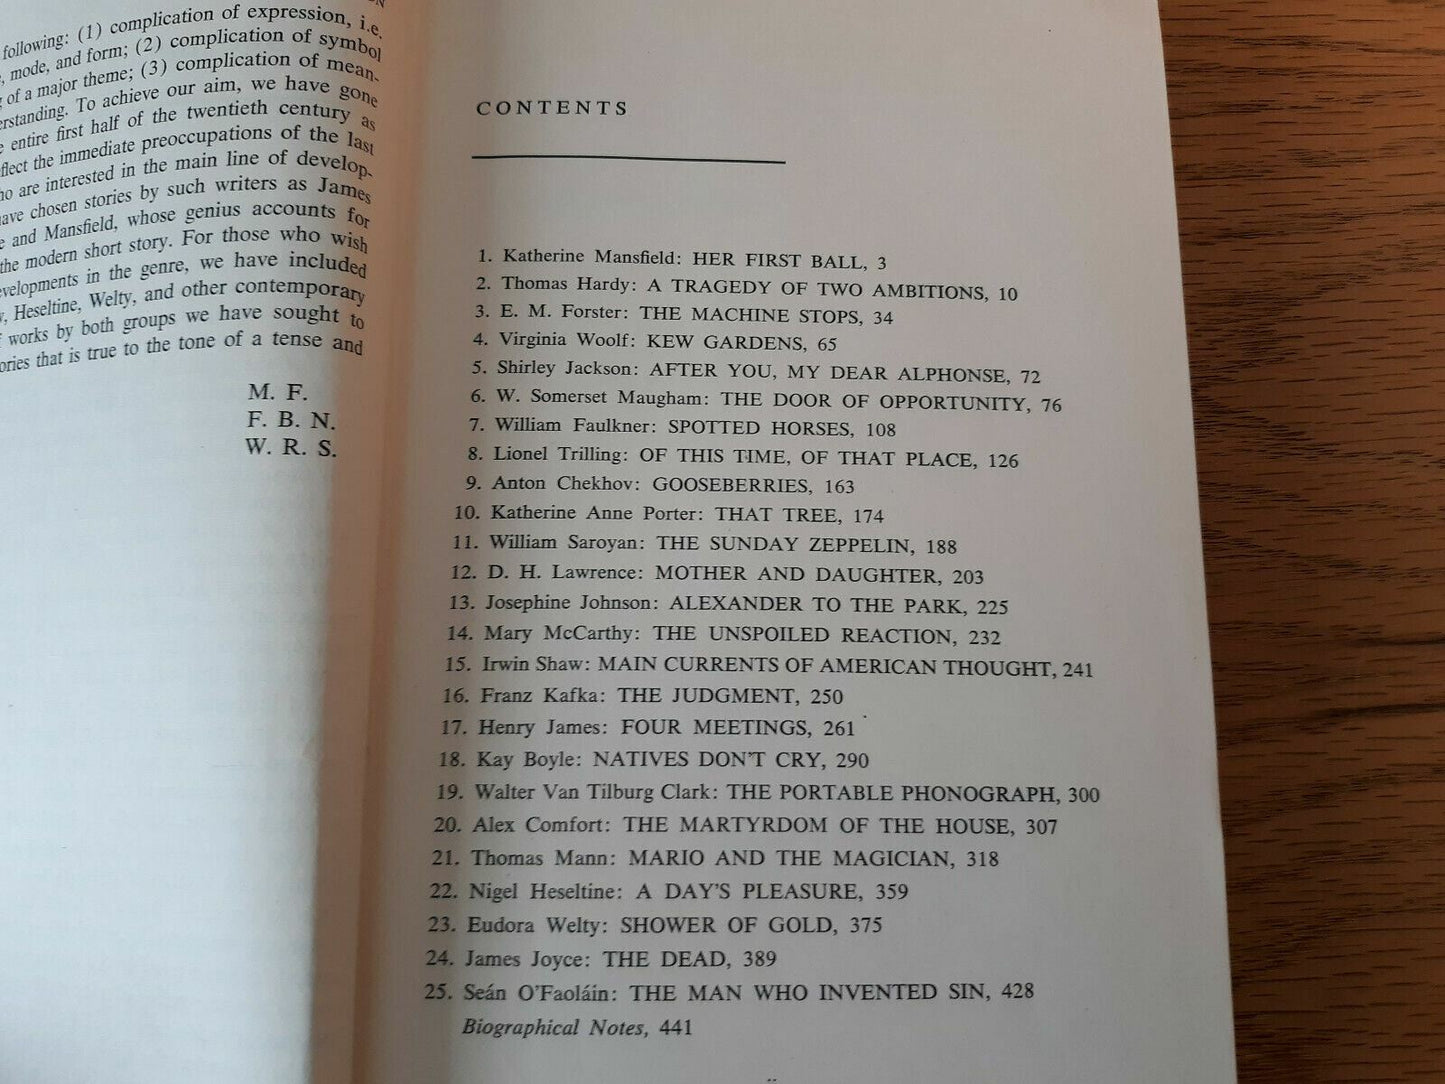 following: (1) complication of expression, i.e.
mode, and form; (2) complication of symbol
of a major theme; (3) complication of mean-
erstanding. To achieve our aim, we have gone
entire first half of the twentieth century as
flect the immediate preoccupations of the last
ho are interested in the main line of develop-
ave chosen stories by such writers as James
e and Mansfield, whose genius accounts for
the modern short story. For those who wish
evelopments in the genre, we have included
Heseltine, Welty, and other contemporary
works by both groups we have sought to
ories that is true to the tone of a tense and
M. F.
F. B. N.
W. R. S.
CONTENTS
1. Katherine Mansfield: HER FIRST BALL, 3
2. Thomas Hardy: A TRAGEDY OF TWO AMBITIONS, 10
3. E. M. Forster: THE MACHINE STOPS, 34
4. Virginia Woolf: KEW GARDENS, 65
5. Shirley Jackson: AFTER YOU, MY DEAR ALPHONSE, 72
6. W. Somerset Maugham: THE DOOR OF OPPORTUNITY, 76
7. William Faulkner: SPOTTED HORSES, 108
8. Lionel Trilling: OF THIS TIME, OF THAT PLACE, 126
9. Anton Chekhov: GOOSEBERRIES, 163
10. Katherine Anne Porter: THAT TREE, 174
11. William Saroyan: THE SUNDAY ZEPPELIN, 188
12. D. H. Lawrence: MOTHER AND DAUGHTER, 203
13. Josephine Johnson: ALEXANDER TO THE PARK, 225
14. Mary McCarthy: THE UNSPOILED REACTION, 232
15. Irwin Shaw: MAIN CURRENTS OF AMERICAN THOUGHT, 241
16. Franz Kafka: THE JUDGMENT, 250
17. Henry James: FOUR MEETINGS, 261
18. Kay Boyle: NATIVES DON'T CRY, 290
19. Walter Van Tilburg Clark: THE PORTABLE PHONOGRAPH, 300
20. Alex Comfort: THE MARTYRDOM OF THE HOUSE, 307
21. Thomas Mann: MARIO AND THE MAGICIAN, 318
22. Nigel Heseltine: A DAY'S PLEASURE, 359
23. Eudora Welty: SHOWER OF GOLD, 375
24. James Joyce: THE DEAD, 389
25. Seán O'Faoláin: THE MAN WHO INVENTED SIN, 428
Biographical Notes, 441